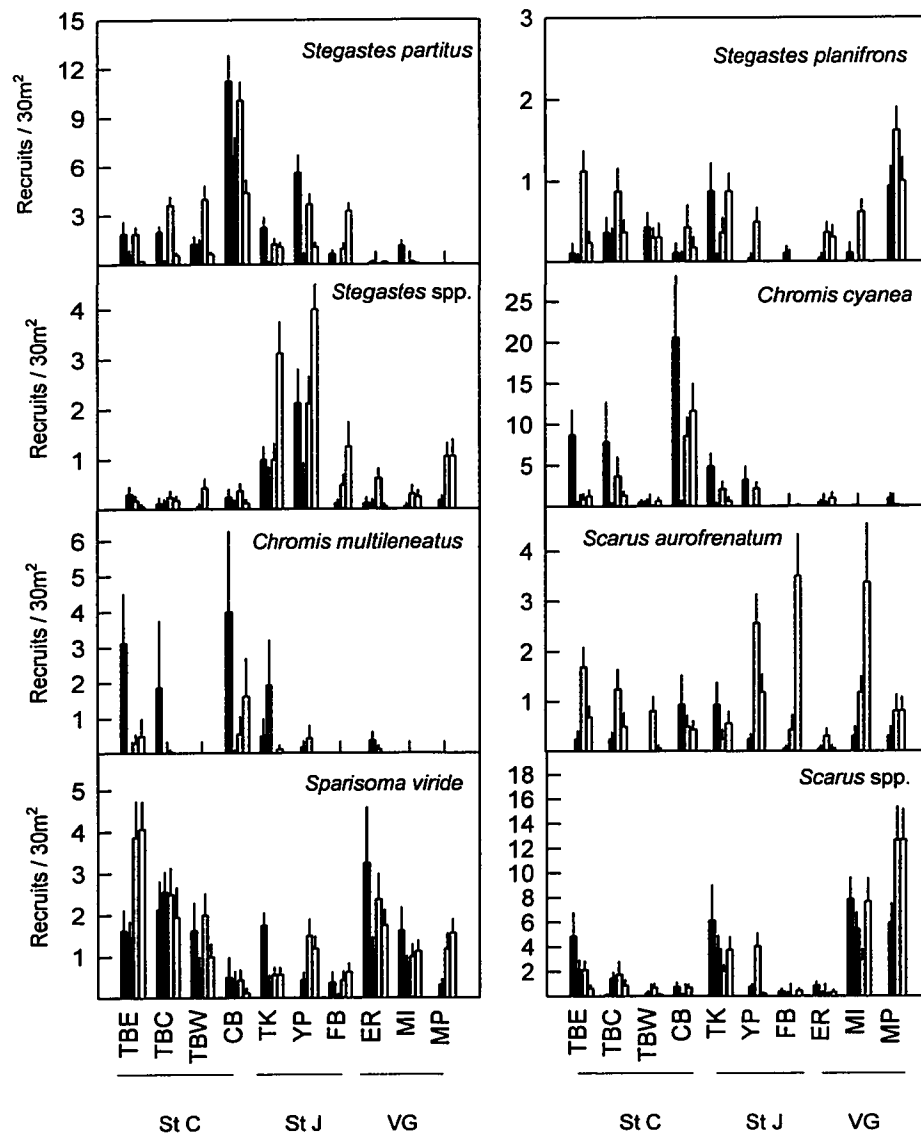 Stegastes partitus
Recruits / 30m²
15
12
9
6
3
Stegastes planifrons
3
2
1
Stegastes spp.
Recruits / 30m²
4
3
2
1
Chromis cyanea
25
20
15
10
5
Chromis multileneatus
Recruits / 30m²
6
5
4
3
2
1
Scarus aurofrenatum
4
3
2
1
Sparisoma viride
Recruits / 30m²
5
4
3
2
1
Scarus spp.
18
16
14
12
10
8
6
4
2
TBE
TBC
TBW
CB
TK
YP
FB
ER
MI
MP
St C
St J
VG
TBE
TBC
TBW
CB
TK
YP
FB
ER
MI
MP
St C
St J
VG